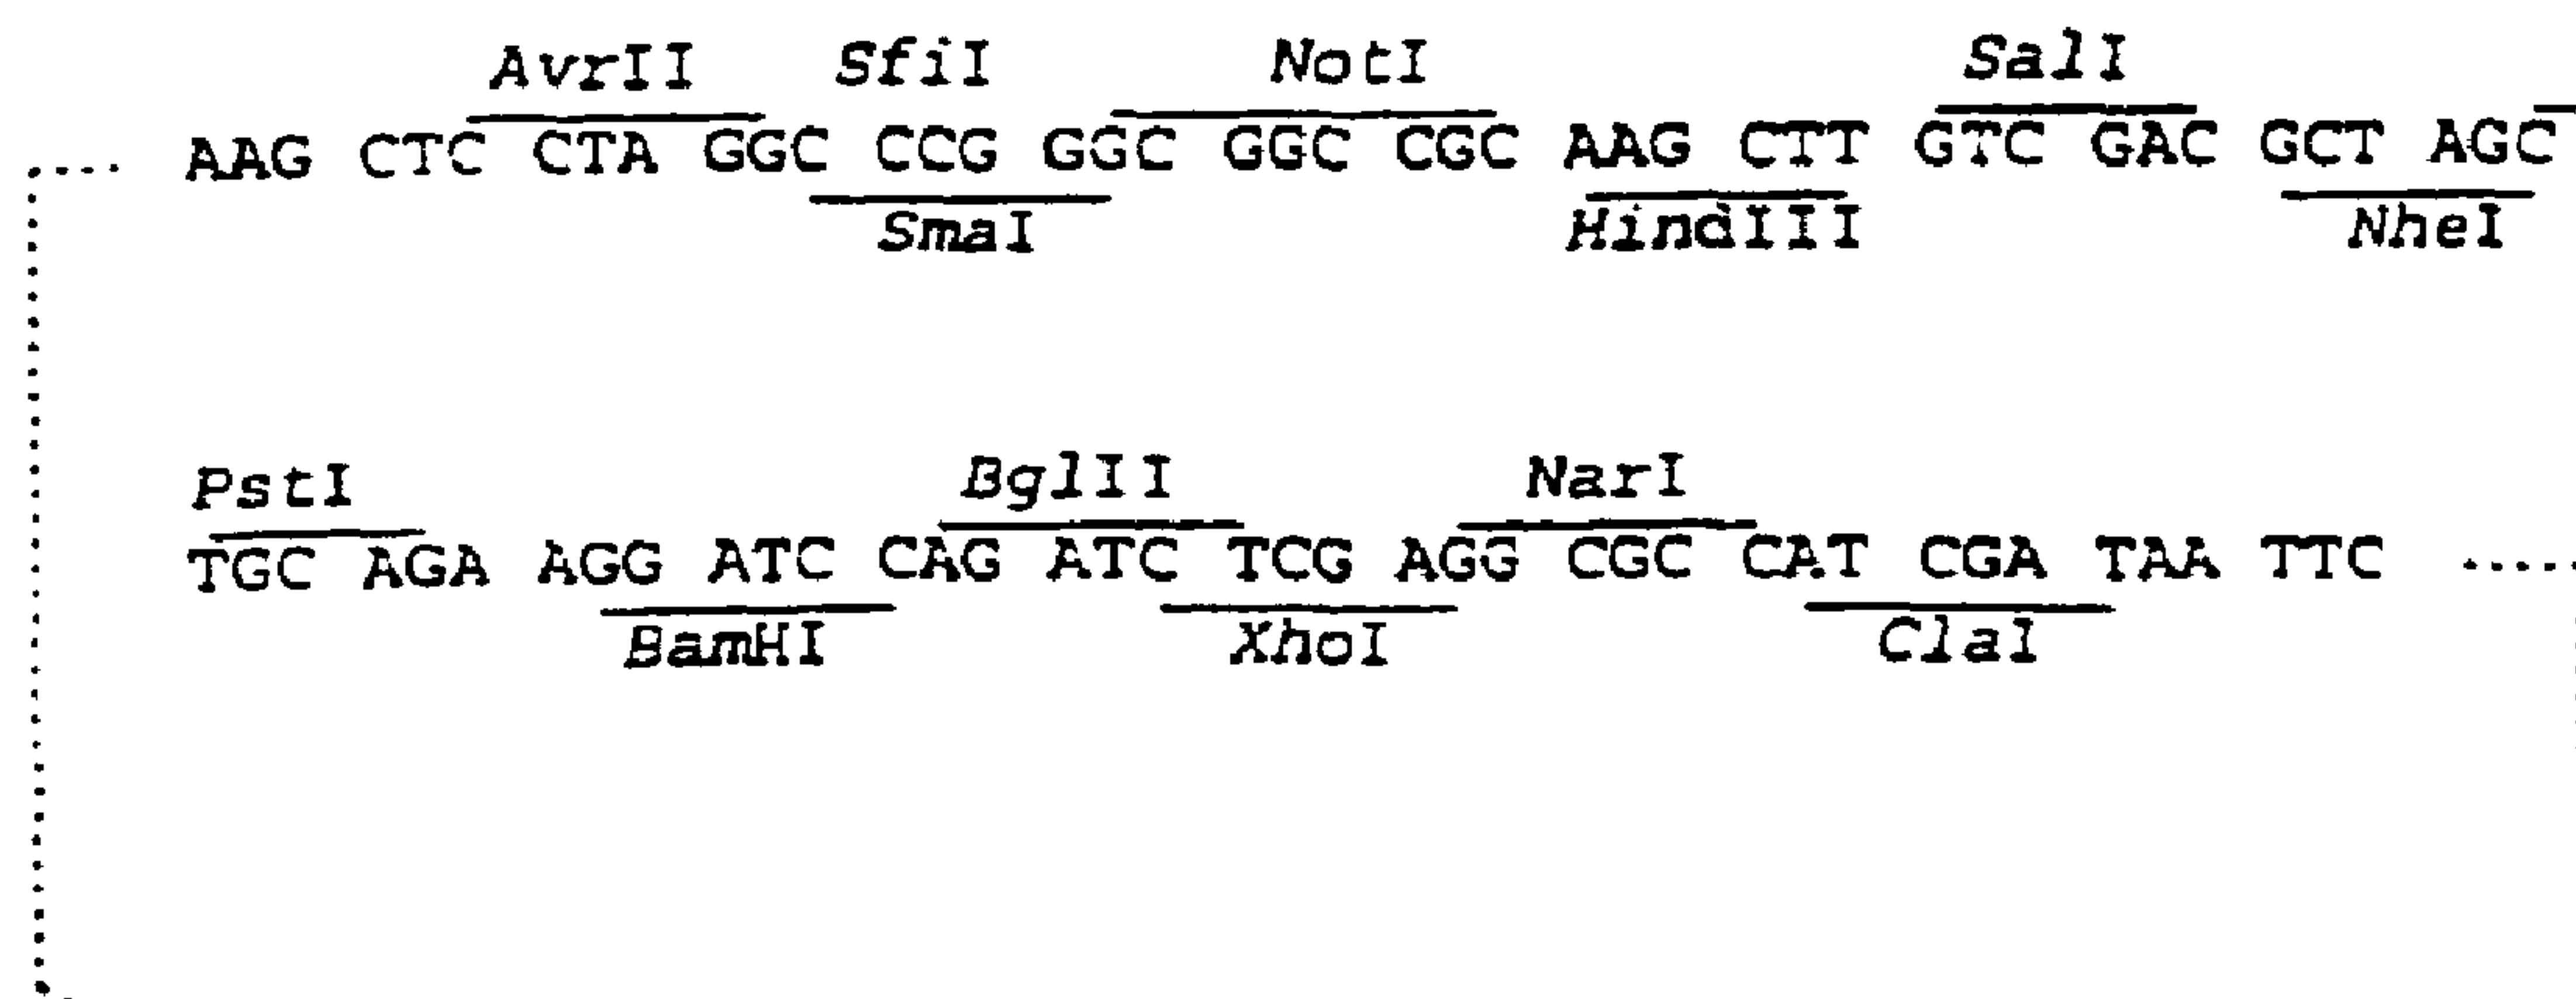 AvrII SfiI NotI SalI
.... AAG CTC CTA GGC CCG GGC GGC CGC AAG CTT GTC GAC GCT AGC
SmaI HindIII NheI
PstI BglII NarI
TGC AGA AGG ATC CAG ATC TCG AGG CGC CAT CGA TAA TTC .....
BamHI XhoI ClaI